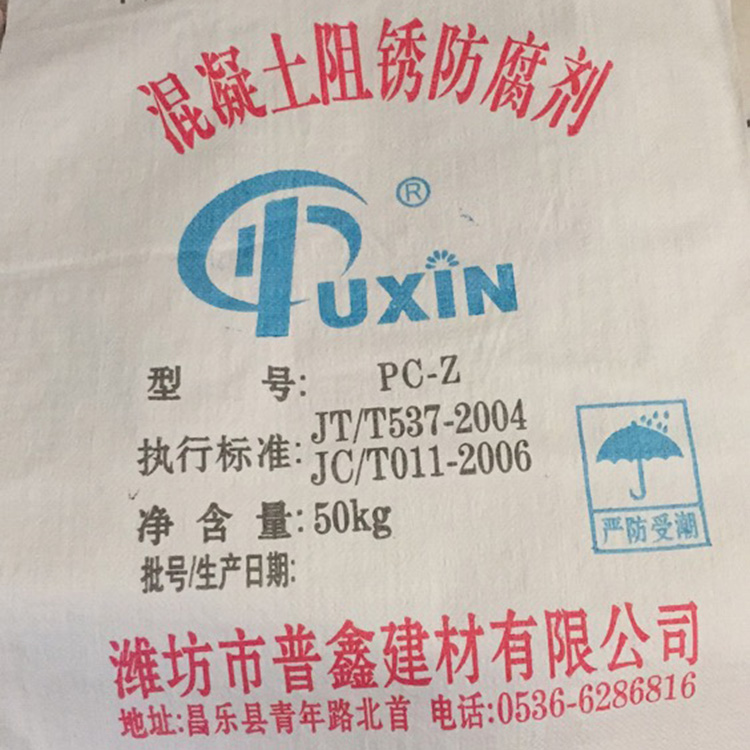 混凝土阻锈防腐剂
®
PUXIN
型 号: PC-Z
执行标准: JT/T537-2004
JC/T011-2006
净 含 量: 50kg
批号/生产日期:
严防受潮
潍坊市普鑫建材有限公司
地址:昌乐县青年路北首 电话:0536-6286816